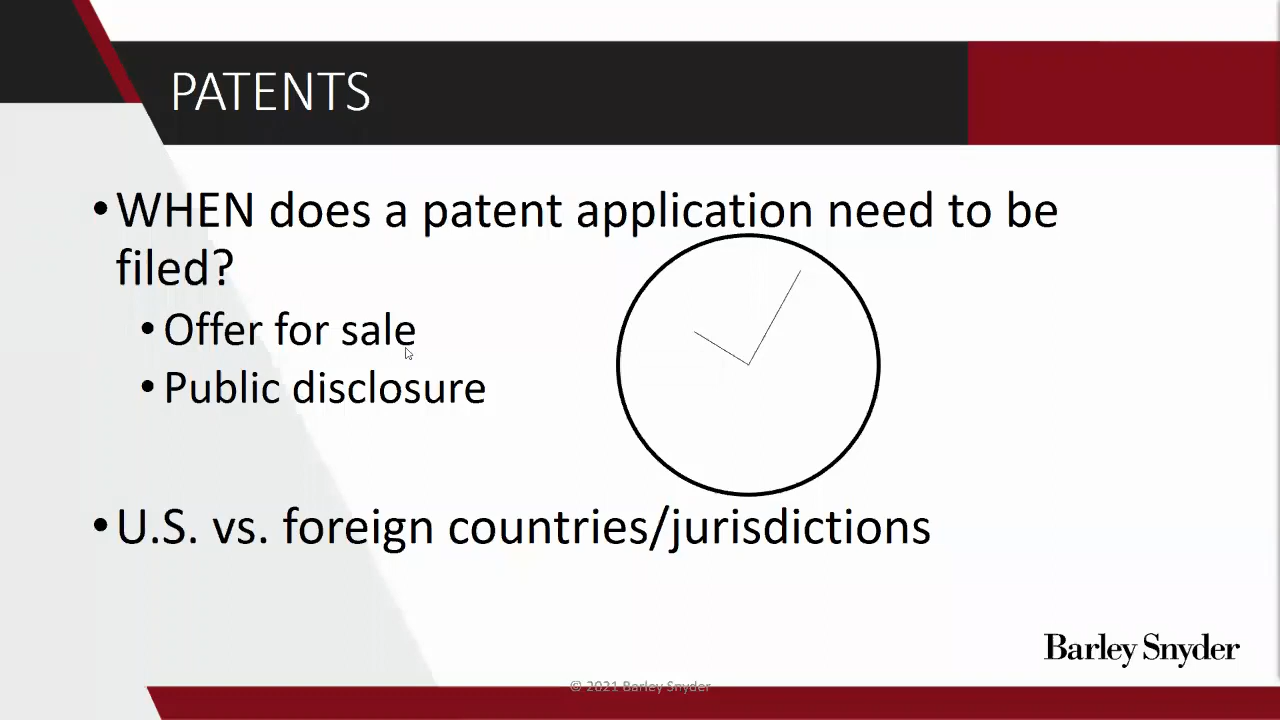 PATENTS
•WHEN does a patent application need to be
filed?
•Offer for sale
•Public disclosure
•U.S. vs. foreign countries/jurisdictions
Barley Snyder
© 2021 Barley Snyder